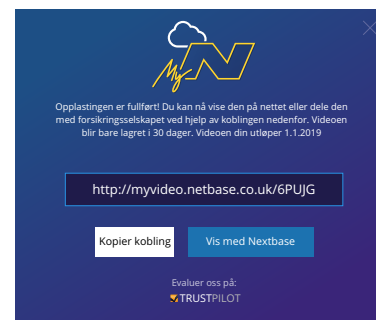 My N
Opplastingen er fullført! Du kan nå vise den på nettet eller dele den
med forsikringsselskapet ved hjelp av koblingen nedenfor. Videoen
blir bare lagret i 30 dager. Videoen din utløper 1.1.2019
http://myvideo.netbase.co.uk/6PUJG
Kopier kobling
Vis med Nextbase
Evaluer oss på:
TRUSTPILOT